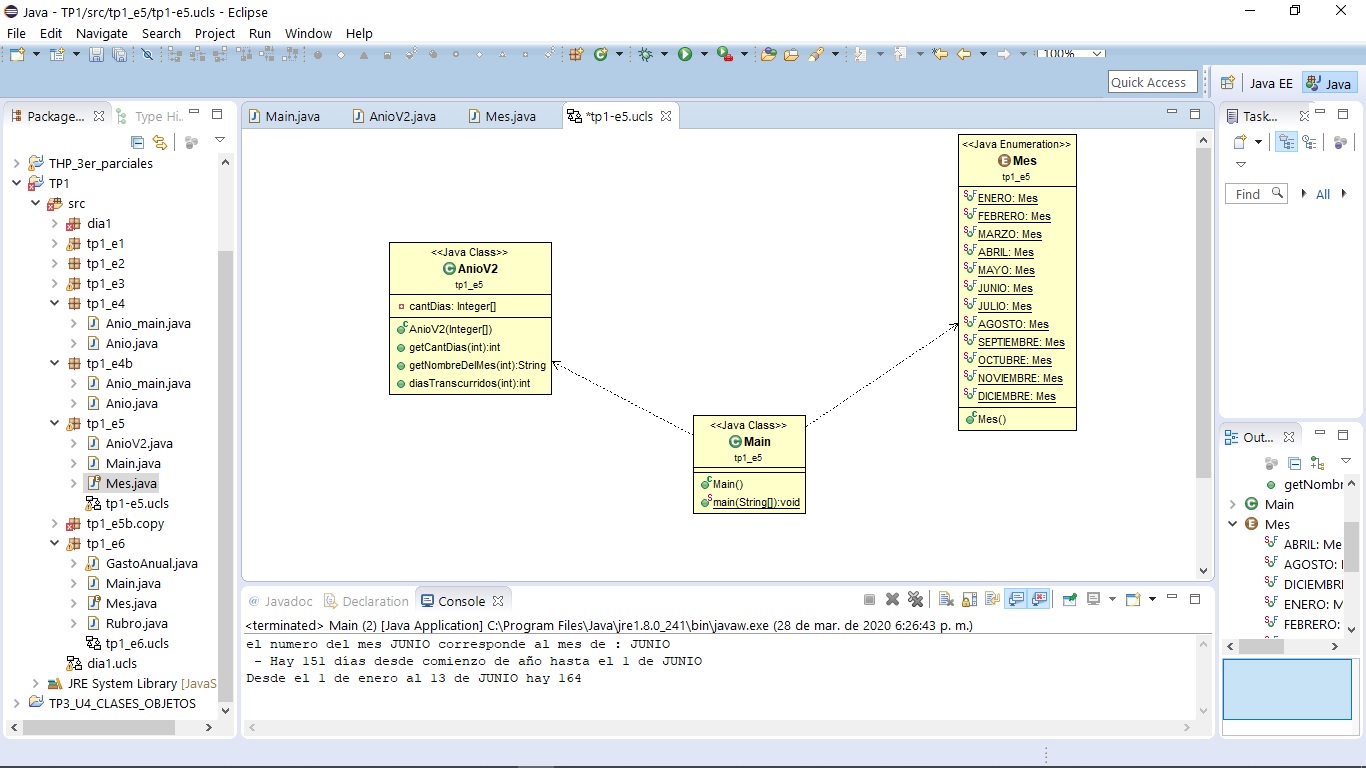 Java - TP1/src/tp1_e5/tp1-e5.ucls - Eclipse
File Edit Navigate Search Project Run Window Help
100%
Quick Access
Java EE
Java
Package...
Type Hi...
THP_3er_parciales
TP1
src
dia1
tp1_e1
tp1_e2
tp1_e3
tp1_e4
Anio_main.java
Anio.java
tp1_e4b
Anio_main.java
Anio.java
tp1_e5
AnioV2.java
Main.java
Mes.java
tp1-e5.ucls
tp1_e5b.copy
tp1_e6
GastoAnual.java
Main.java
Mes.java
Rubro.java
tp1_e6.ucls
dia1.ucls
JRE System Library [JavaS
TP3_U4_CLASES_OBJETOS
Main.java
AnioV2.java
Mes.java
*tp1-e5.ucls
<<Java Class>>
AnioV2
tp1_e5
cantDias: Integer[]
AnioV2(Integer[])
getCantDias(int):int
getNombreDelMes(int):String
diasTranscurridos(int):int
<<Java Class>>
Main
tp1_e5
Main()
main(String[]):void
<<Java Enumeration>>
Mes
tp1_e5
ENERO: Mes
FEBRERO: Mes
MARZO: Mes
ABRIL: Mes
MAYO: Mes
JUNIO: Mes
JULIO: Mes
AGOSTO: Mes
SEPTIEMBRE: Mes
OCTUBRE: Mes
NOVIEMBRE: Mes
DICIEMBRE: Mes
Mes()
Javadoc
Declaration
Console
<terminated> Main (2) [Java Application] C:\Program Files\Java\jre1.8.0_241\bin\javaw.exe (28 de mar. de 2020 6:26:43 p. m.)
el numero del mes JUNIO corresponde al mes de : JUNIO
- Hay 151 días desde comienzo de año hasta el 1 de JUNIO
Desde el 1 de enero al 13 de JUNIO hay 164
Task...
Find
All
Out...
getNombr
Main
Mes
ABRIL: Me
AGOSTO: 
DICIEMBRI
ENERO: M
FEBRERO: